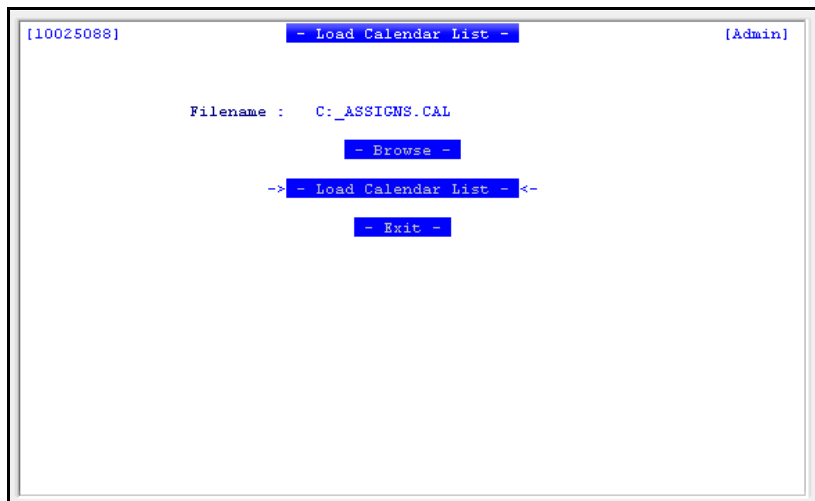 [10025088] - Load Calendar List - [Admin]
Filename : C:_ASSIGNS.CAL
- Browse -
-> - Load Calendar List - <-
- Exit -